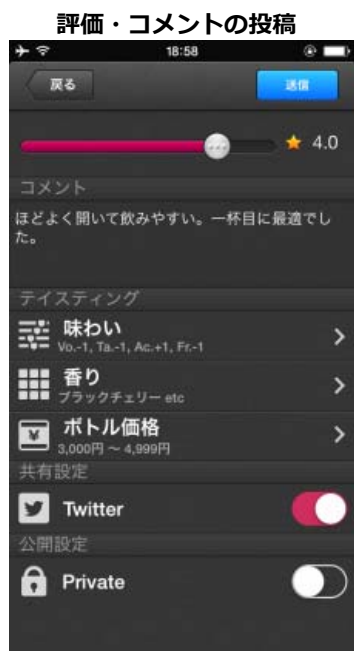 評価・コメントの投稿
18:58
戻る
送信
4.0
コメント
ほどよく開いて飲みやすい。一杯目に最適でし
た。
テイスティング
味わい
Vo.-1, Ta.-1, Ac.+1, Fr.-1
香り
ブラックチェリー etc
ボトル価格
3,000円 ～ 4,999円
共有設定
Twitter
公開設定
Private